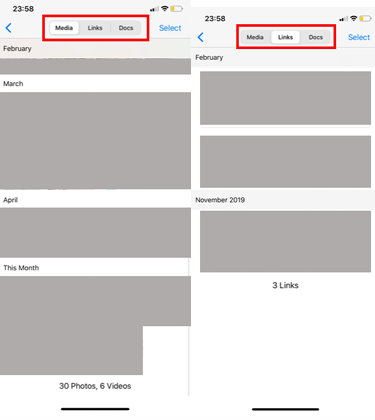 23:58
Media Links Docs Select
February
March
April
This Month
30 Photos, 6 Videos
23:58
Media Links Docs Select
February
November 2019
3 Links